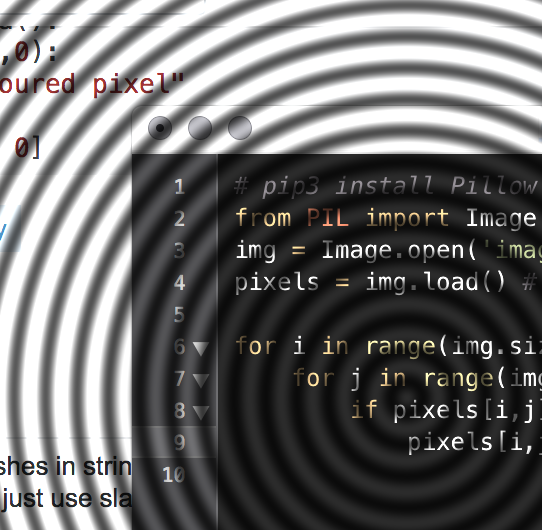 ,0):
oured pixel"
0]
1 # pip3 install Pillow
2 from PIL import Image
3 img = Image.open('imag
4 pixels = img.load() #
5
6 for i in range(img.siz
7 for j in range(img
8 if pixels[i,j]
9 pixels[i,j
10
shes in strin
just use sla